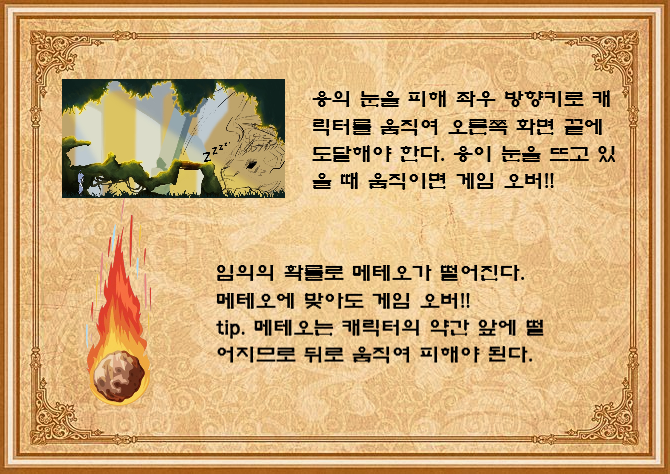 zzzz.
용의 눈을 피해 좌우 방향키로 캐
릭터를 움직여 오른쪽 화면 끝에
도달해야 한다. 용이 눈을 뜨고 있
을 때 움직이면 게임 오버!!
임의의 확률로 메테오가 떨어진다.
메테오에 맞아도 게임 오버!!
tip. 메테오는 캐릭터의 약간 앞에 떨
어지므로 뒤로 움직여 피해야 된다.